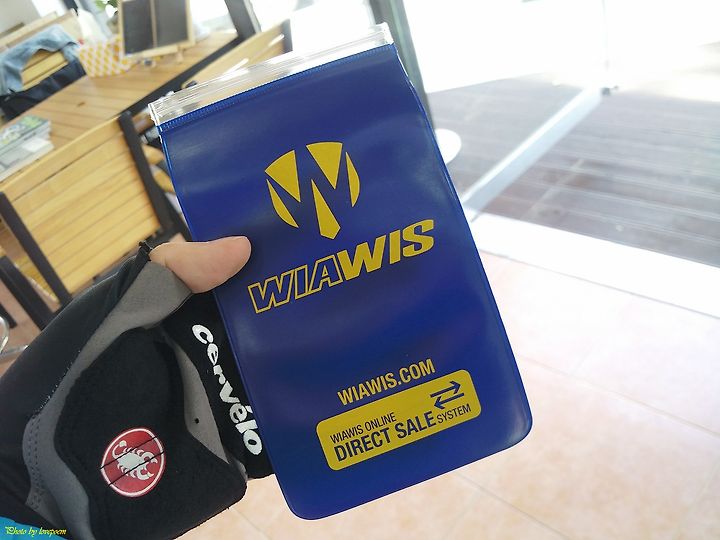 WIAWIS
WIAWIS.COM
WIAWIS ONLINE
DIRECT SALE
SYSTEM
cervélo
Photo by lovepoem